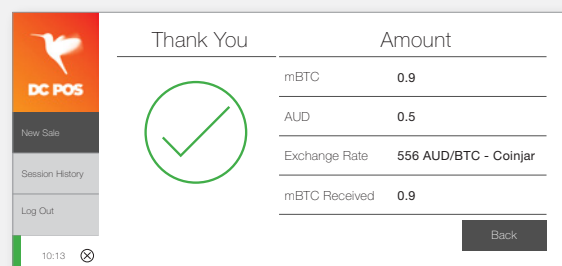 DC POS
New Sale
Session History
Log Out
10:13
Thank You
Amount
mBTC 0.9
AUD 0.5
Exchange Rate 556 AUD/BTC - Coinjar
mBTC Received 0.9
Back